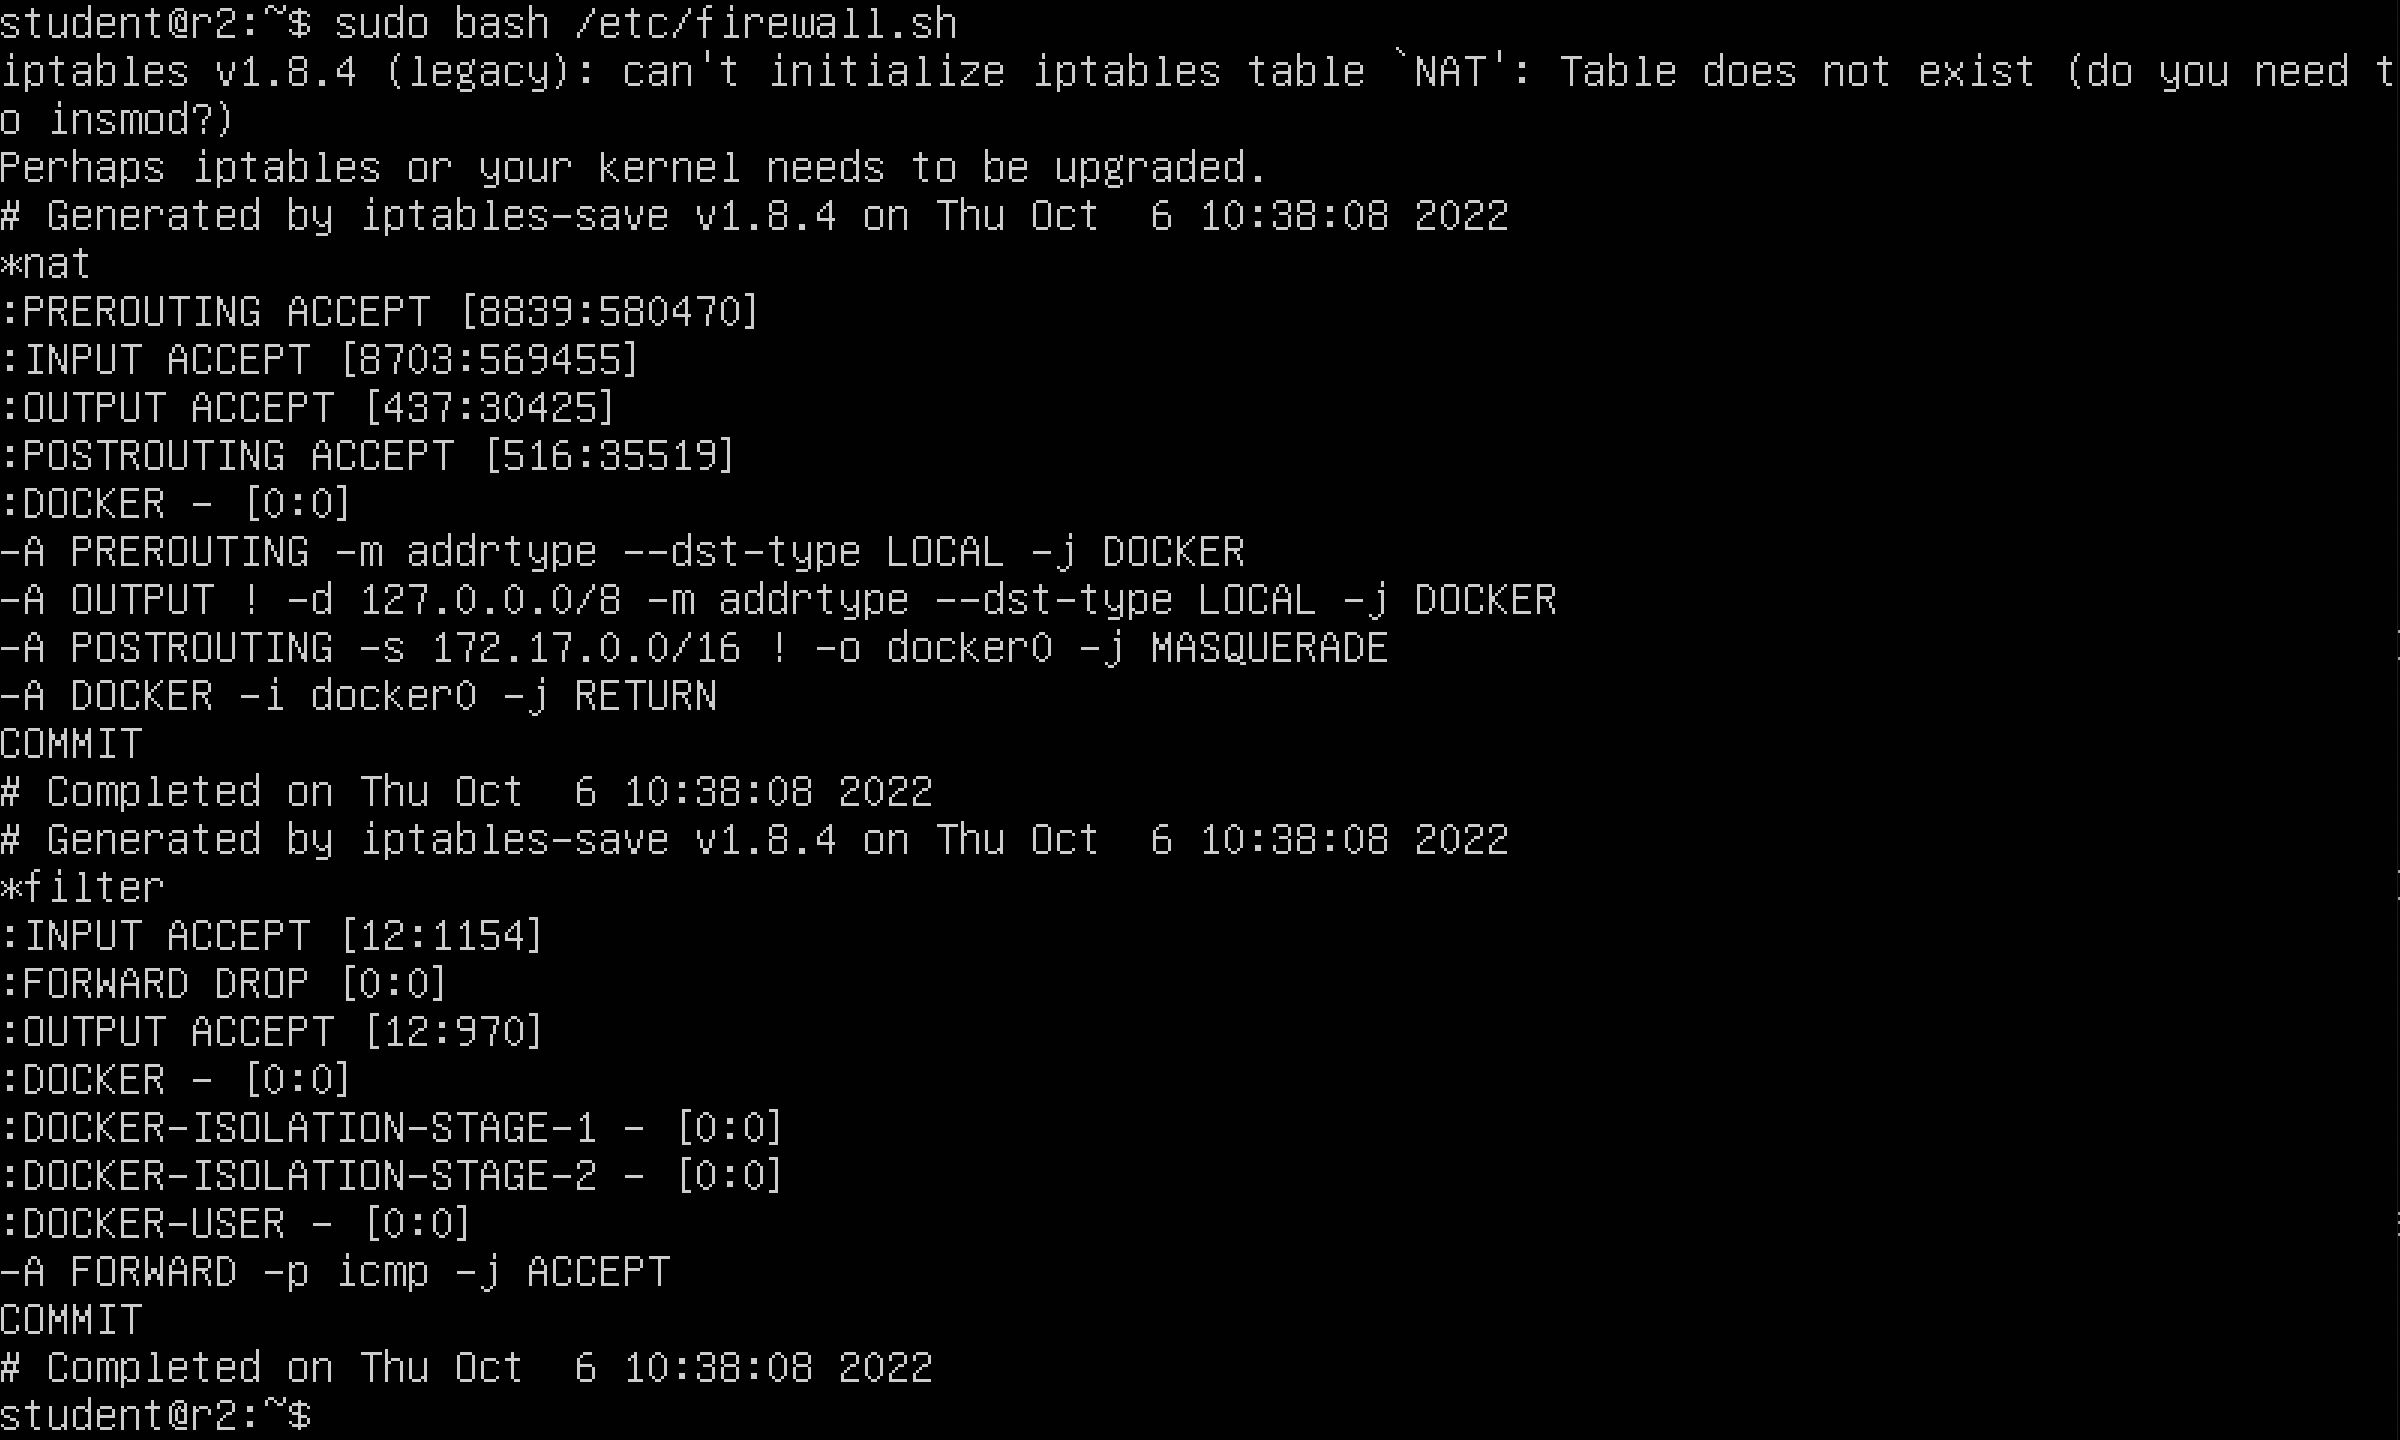 student@r2:~$ sudo bash /etc/firewall.sh
iptables v1.8.4 (legacy): can't initialize iptables table `NAT': Table does not exist (do you need t
o insmod?)
Perhaps iptables or your kernel needs to be upgraded.
# Generated by iptables-save v1.8.4 on Thu Oct  6 10:38:08 2022
*nat
:PREROUTING ACCEPT [8839:580470]
:INPUT ACCEPT [8703:569455]
:OUTPUT ACCEPT [437:30425]
:POSTROUTING ACCEPT [516:35519]
:DOCKER - [0:0]
-A PREROUTING -m addrtype --dst-type LOCAL -j DOCKER
-A OUTPUT ! -d 127.0.0.0/8 -m addrtype --dst-type LOCAL -j DOCKER
-A POSTROUTING -s 172.17.0.0/16 ! -o docker0 -j MASQUERADE
-A DOCKER -i docker0 -j RETURN
COMMIT
# Completed on Thu Oct  6 10:38:08 2022
# Generated by iptables-save v1.8.4 on Thu Oct  6 10:38:08 2022
*filter
:INPUT ACCEPT [12:1154]
:FORWARD DROP [0:0]
:OUTPUT ACCEPT [12:970]
:DOCKER - [0:0]
:DOCKER-ISOLATION-STAGE-1 - [0:0]
:DOCKER-ISOLATION-STAGE-2 - [0:0]
:DOCKER-USER - [0:0]
-A FORWARD -p icmp -j ACCEPT
COMMIT
# Completed on Thu Oct  6 10:38:08 2022
student@r2:~$